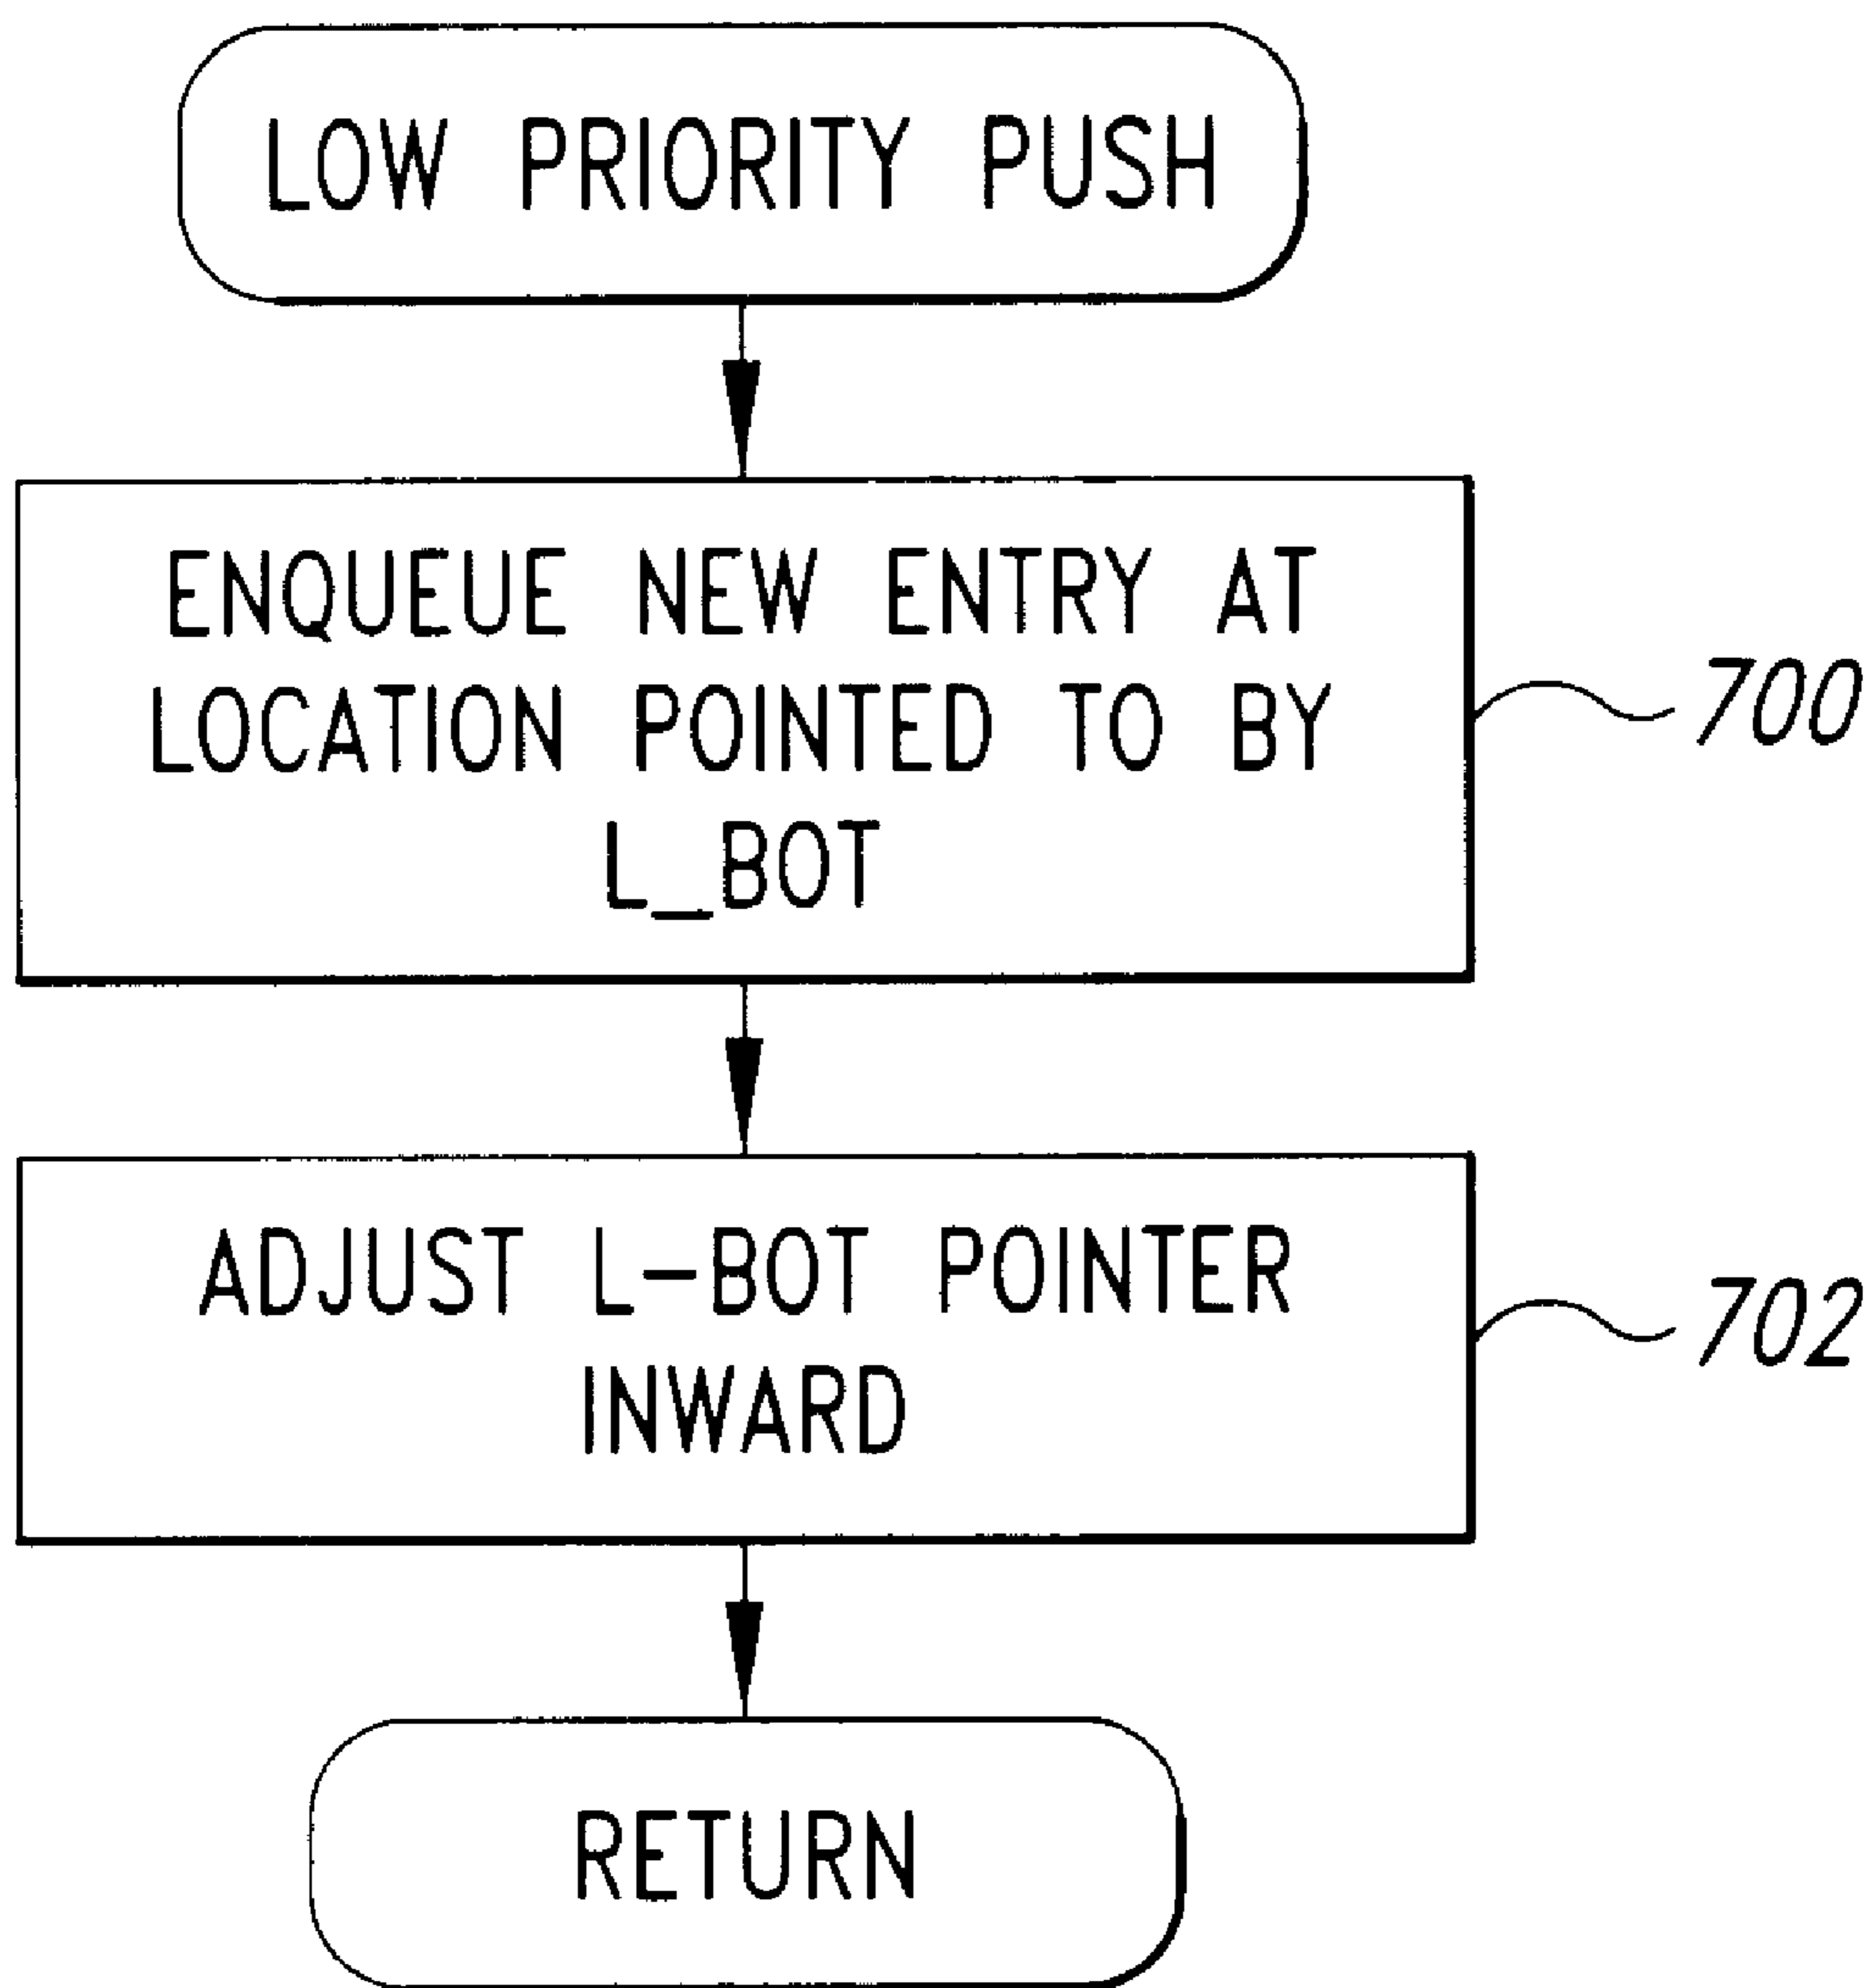 LOW PRIORITY PUSH
ENQUEUE NEW ENTRY AT
LOCATION POINTED TO BY
L_BOT
700
ADJUST L-BOT POINTER
INWARD
702
RETURN